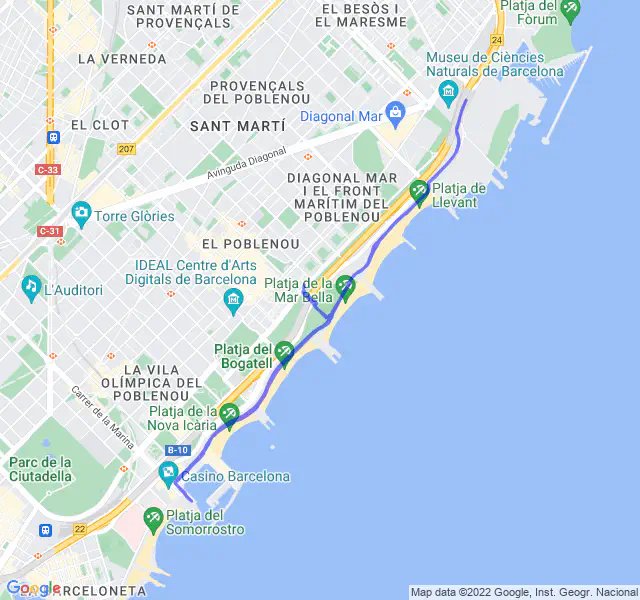 SANT MARTÍ DE
PROVENÇALS
EL BESÒS I
EL MARESME
Platja del
Fòrum
24
LA VERNEDA
Museu de Ciències
Naturals de Barcelona
PROVENÇALS
DEL POBLENOU
Diagonal Mar
EL CLOT
SANT MARTÍ
207
C-33
Avinguda Diagonal
DIAGONAL MAR
I EL FRONT
MARÍTIM DEL
POBLENOU
Platja de
Llevant
Torre Glòries
C-31
EL POBLENOU
IDEAL Centre d'Arts
Digitals de Barcelona
Platja de la
Mar Bella
L'Auditori
Platja del
Bogatell
LA VILA
OLÍMPICA DEL
POBLENOU
Carrer de la Marina
Platja de la
Nova Icària
B-10
Parc de la
Ciutadella
Casino Barcelona
22
Platja del
Somorrostro
Google
LA BARCELONETA
Map data ©2022 Google, Inst. Geogr. Nacional